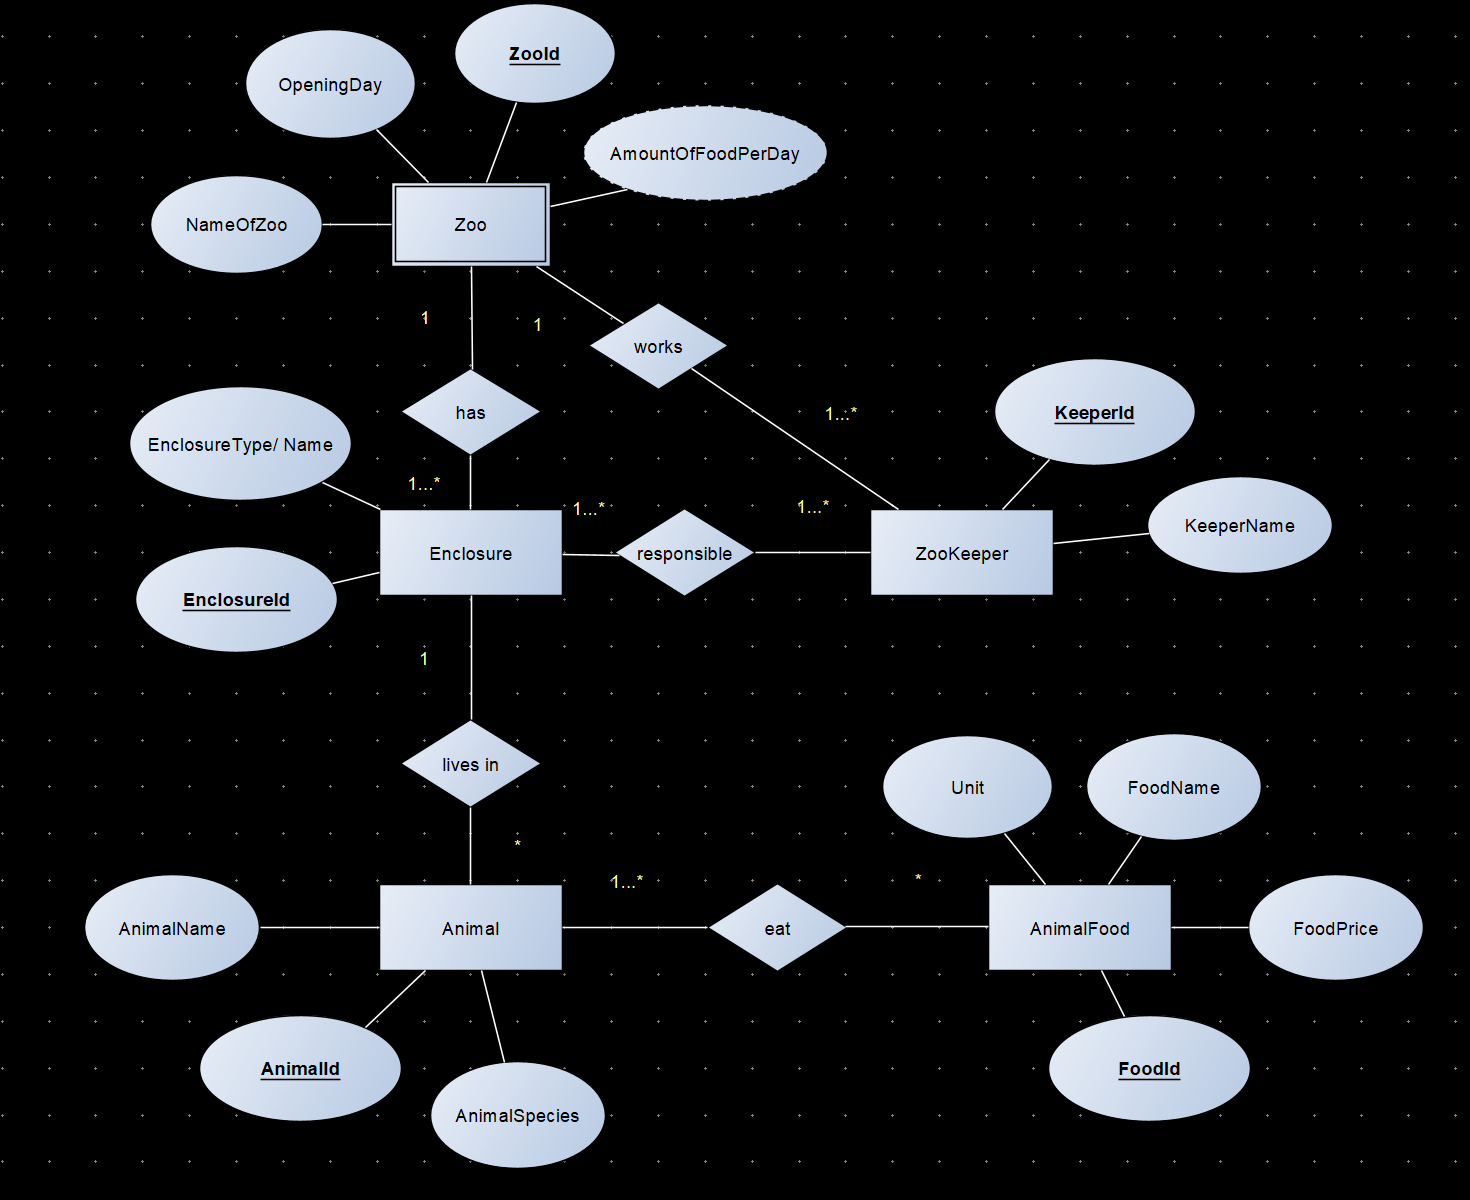 ZooId
OpeningDay
AmountOfFoodPerDay
NameOfZoo
Zoo
1
1
works
has
1...*
KeeperId
EnclosureType/ Name
1...*
1...*
1...*
KeeperName
Enclosure
responsible
ZooKeeper
EnclosureId
1
lives in
Unit
FoodName
*
1...*
*
AnimalName
Animal
eat
AnimalFood
FoodPrice
AnimalId
FoodId
AnimalSpecies